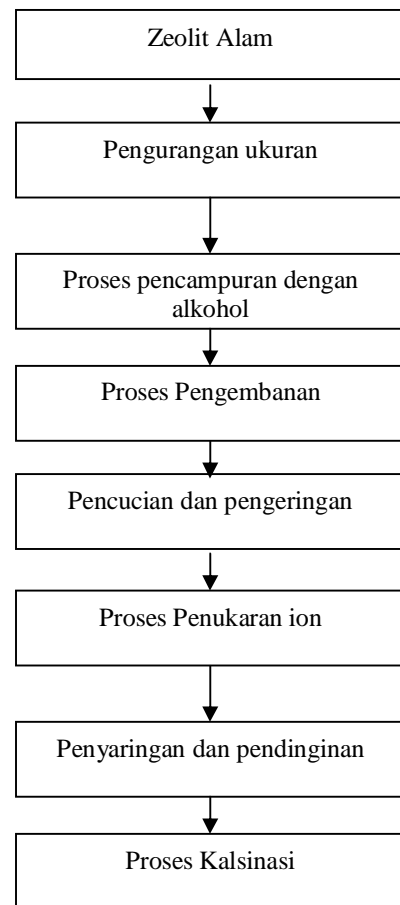 Zeolit Alam
Pengurangan ukuran
Proses pencampuran dengan
alkohol
Proses Pengembanan
Pencucian dan pengeringan
Proses Penukaran ion
Penyaringan dan pendinginan
Proses Kalsinasi